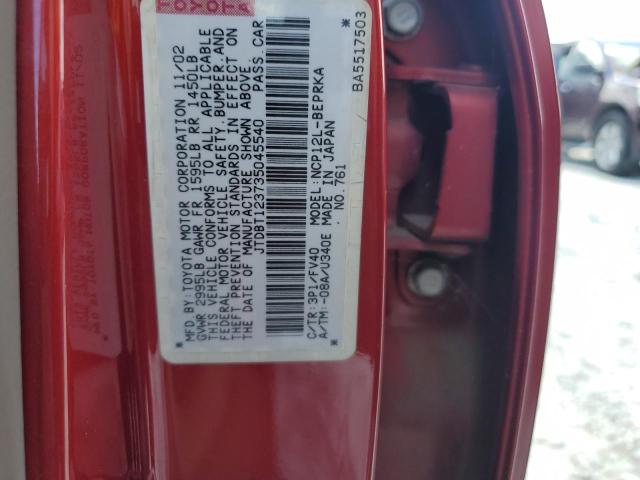 MFD.BY:TOYOTA MOTOR CORPORATION 11/02
GVWR 2995LB GAWR FR 1595LB RR 1450LB
THIS VEHICLE CONFORMS TO ALL APPLICABLE
FEDERAL MOTOR VEHICLE SAFETY,BUMPER,AND
THEFT PREVENTION STANDARDS IN EFFECT ON
THE DATE OF MANUFACTURE SHOWN ABOVE.
JTDBT123735045540 PASS.CAR
C/TR:3P1/FV40 MODEL:NCP12L-BEPRKA
A/TM:-08A/U340E MADE IN JAPAN
NO.761
*BA5517503*